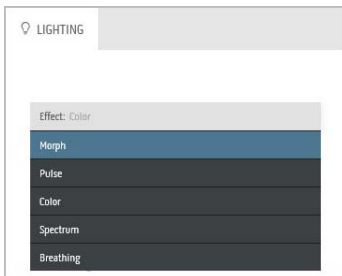 LIGHTING
Effect: Color
Morph
Pulse
Color
Spectrum
Breathing